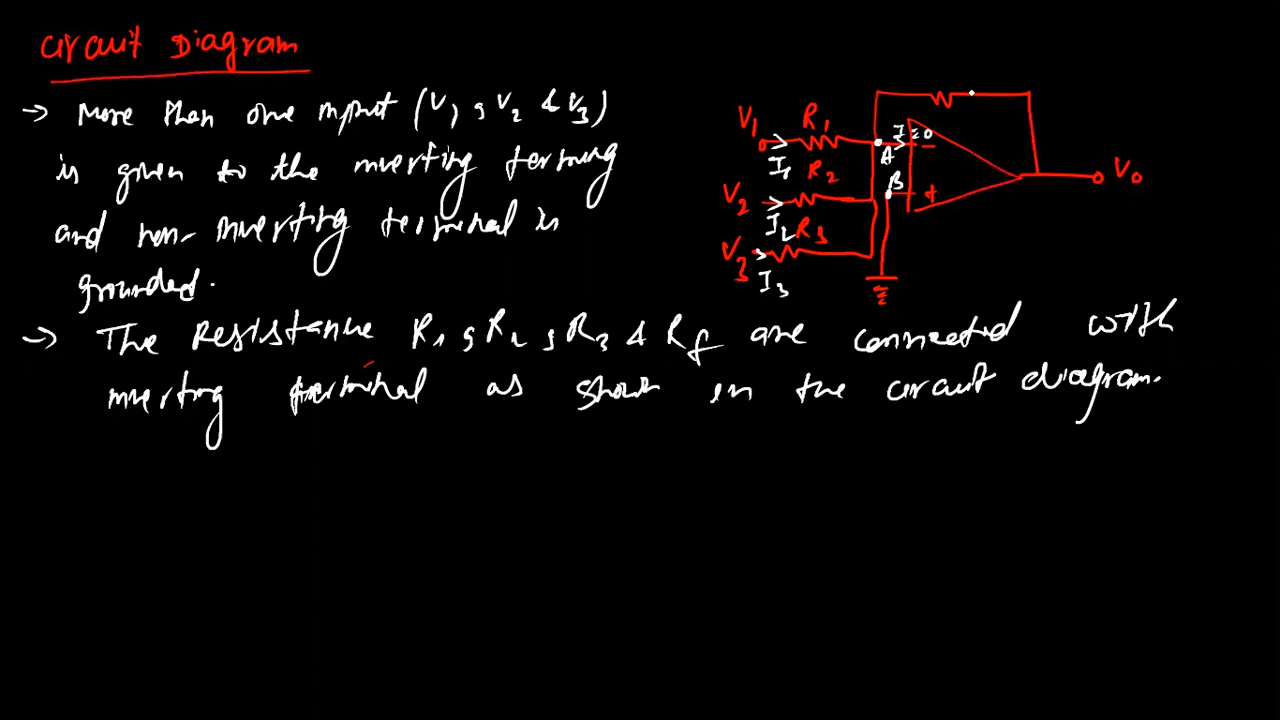 Circuit Diagram
→ More than one input (V1, V2 & V3)
is given to the inverting
and non-inverting terminal is
grounded.
→ The Resistance R1, R2, R3 & Rf are connected with
inverting terminal as shown in the circuit diagram.
V1 R1 I=0 −
I1 A
R2
V2 B +
I2 R3
V3
I3
V0